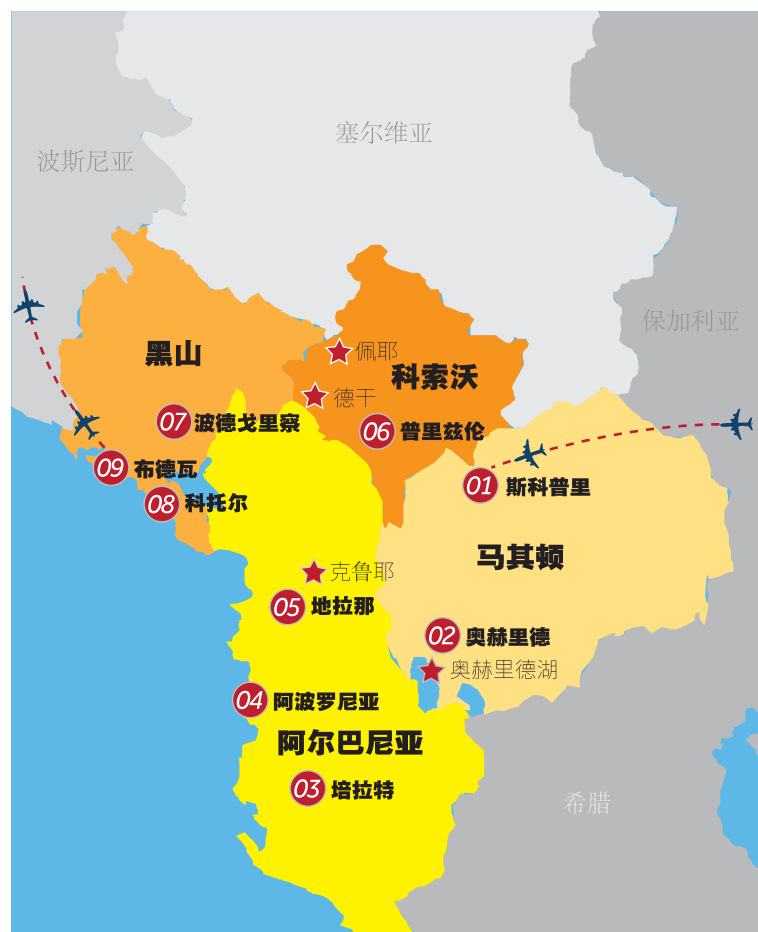 塞尔维亚
波斯尼亚
保加利亚
黑山
佩耶
科索沃
德干
07 波德戈里察
06 普里兹伦
09 布德瓦
01 斯科普里
08 科托尔
马其顿
克鲁耶
05 地拉那
02 奥赫里德
奥赫里德湖
04 阿波罗尼亚
阿尔巴尼亚
03 培拉特
希腊